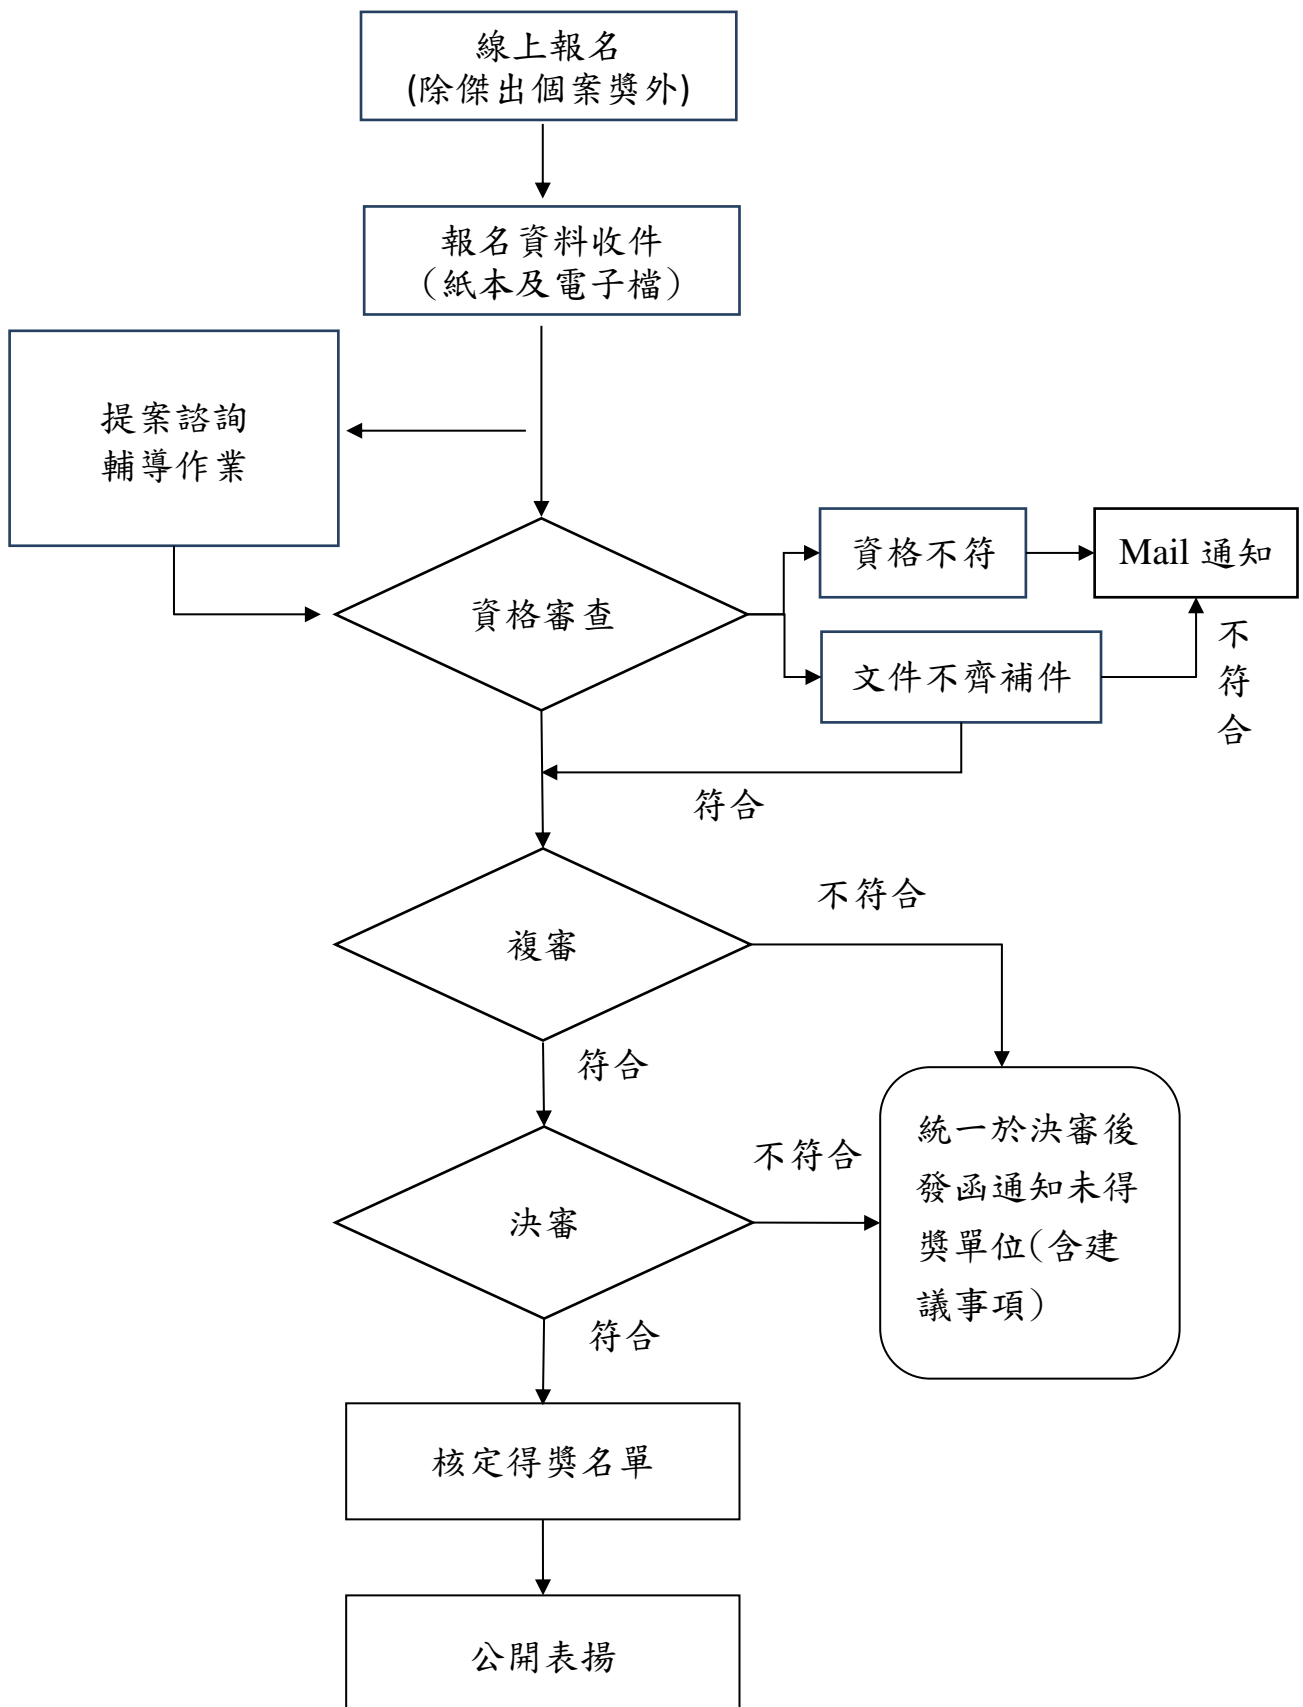 線上報名
(除傑出個案獎外)
報名資料收件
（紙本及電子檔）
提案諮詢
輔導作業
資格審查
資格不符
Mail 通知
文件不齊補件
不
符
合
符合
複審
不符合
符合
決審
不符合
統一於決審後
發函通知未得
獎單位(含建
議事項)
符合
核定得獎名單
公開表揚